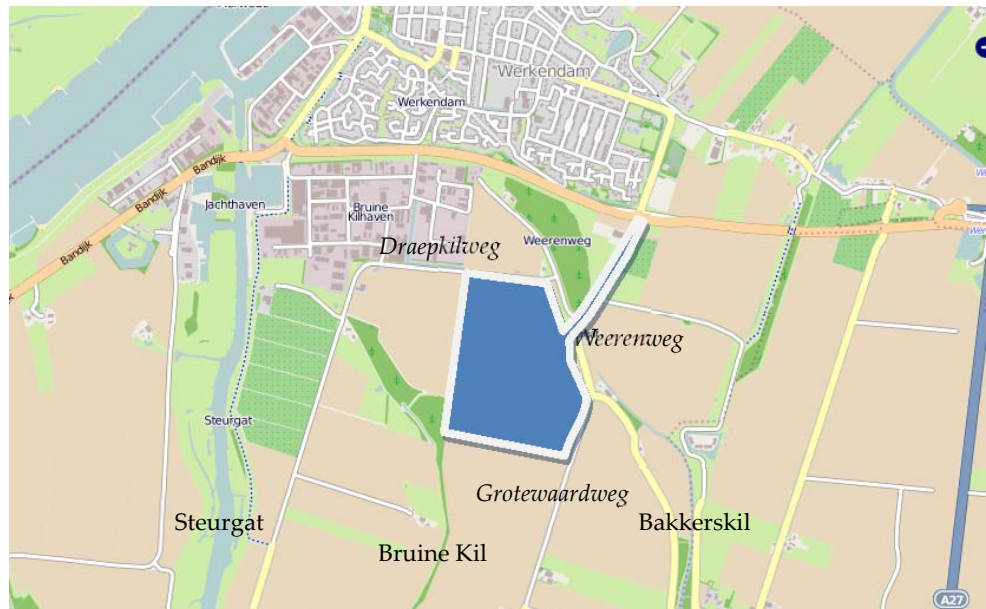 Werkendam
Werkendam
Bandijk
Bandijk
Bandijk
Jachthaven
Bruine
Kilhaven
Draepkilweg
Weerenweg
Weerenweg
Steurgat
Grotewaardweg
Steurgat
Bakkerskil
Bruine Kil
A27